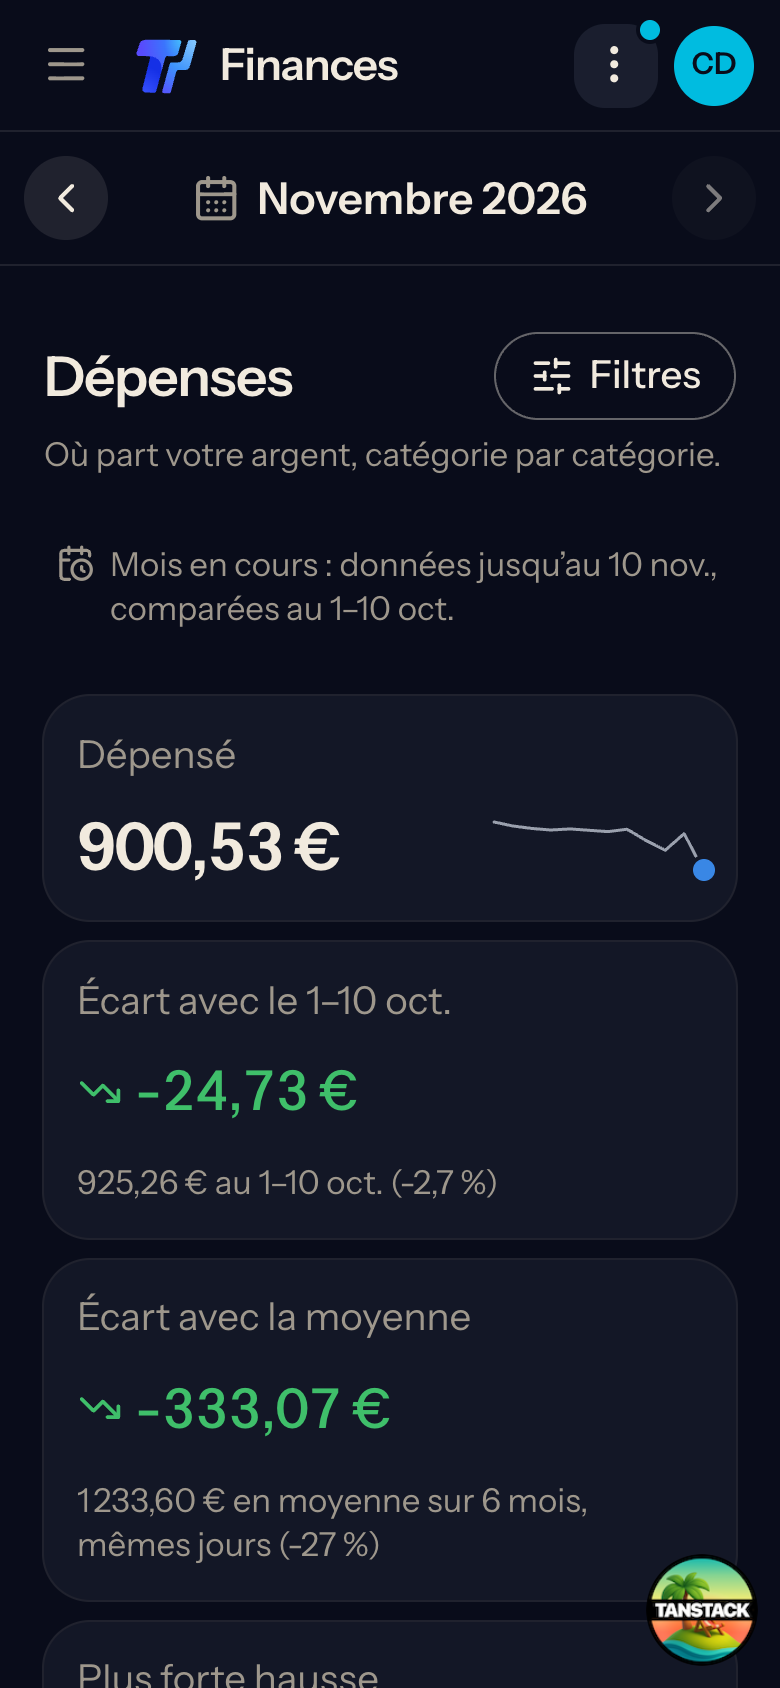 Finances
CD
Novembre 2026
Dépenses
Filtres
Où part votre argent, catégorie par catégorie.
Mois en cours : données jusqu’au 10 nov.,
comparées au 1–10 oct.
Dépensé
900,53 €
Écart avec le 1–10 oct.
-24,73 €
925,26 € au 1–10 oct. (-2,7 %)
Écart avec la moyenne
-333,07 €
1 233,60 € en moyenne sur 6 mois,
mêmes jours (-27 %)
TANSTACK
Plus forte hausse